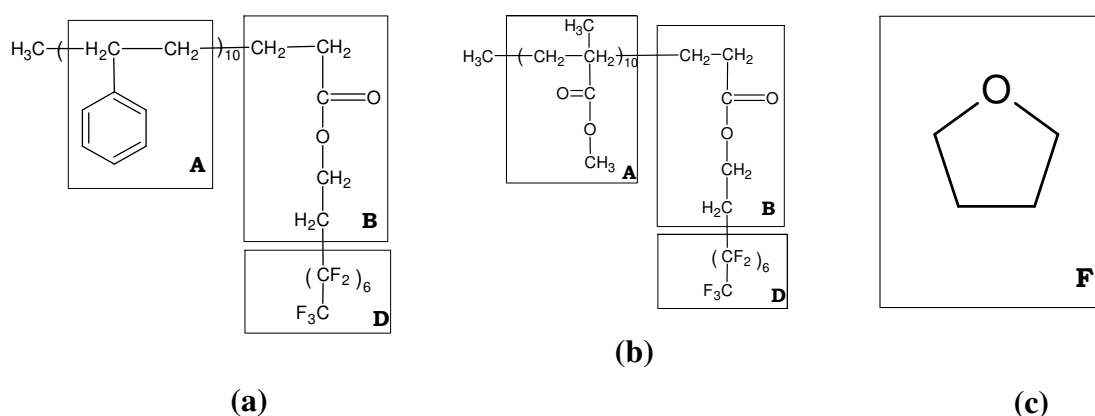 H₃C ( H₂C CH₂ )₁₀ CH₂ CH₂
C O
O
A
CH₂
H₂C
B
( CF₂ )₆
F₃C
D
(a)
CH₃
H₃C ( CH₂ CH₂ )₁₀ CH₂ CH₂
O C
O
CH₃
A
C O
O
CH₂
H₂C
B
( CF₂ )₆
F₃C
D
(b)
O
F
(c)